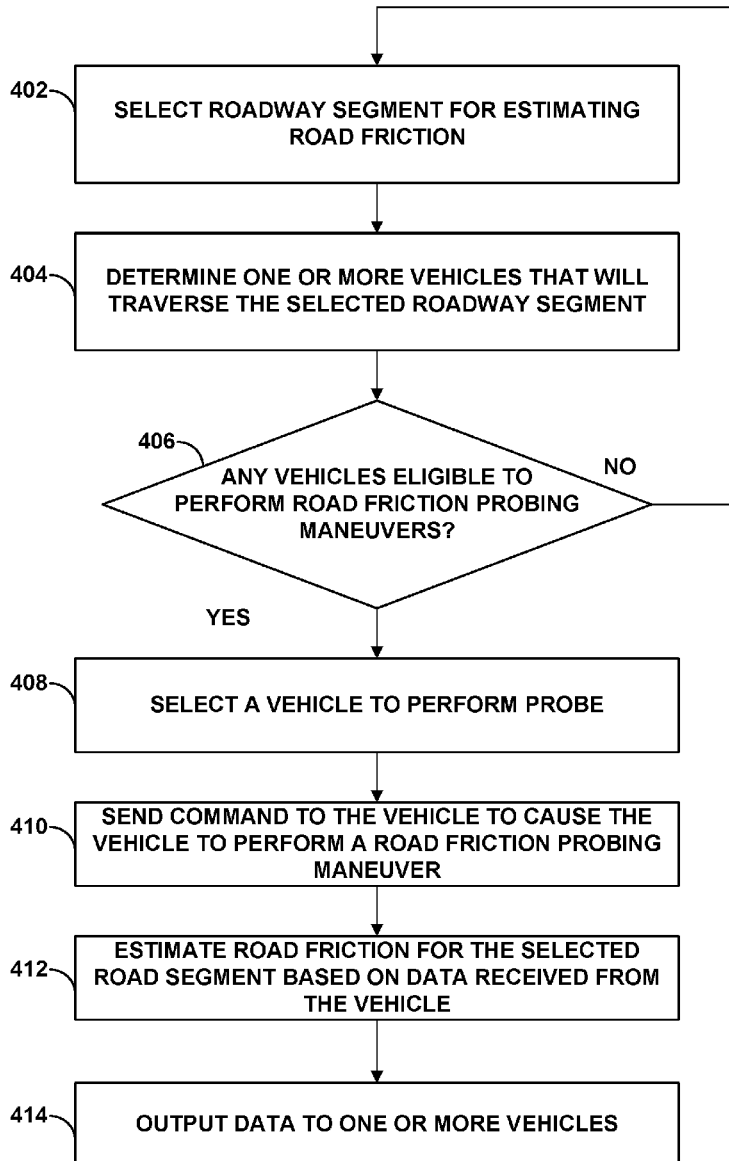 402
SELECT ROADWAY SEGMENT FOR ESTIMATING
ROAD FRICTION
404
DETERMINE ONE OR MORE VEHICLES THAT WILL
TRAVERSE THE SELECTED ROADWAY SEGMENT
406
ANY VEHICLES ELIGIBLE TO
PERFORM ROAD FRICTION PROBING
MANEUVERS?
NO
YES
408
SELECT A VEHICLE TO PERFORM PROBE
410
SEND COMMAND TO THE VEHICLE TO CAUSE THE
VEHICLE TO PERFORM A ROAD FRICTION PROBING
MANEUVER
412
ESTIMATE ROAD FRICTION FOR THE SELECTED
ROAD SEGMENT BASED ON DATA RECEIVED FROM
THE VEHICLE
414
OUTPUT DATA TO ONE OR MORE VEHICLES